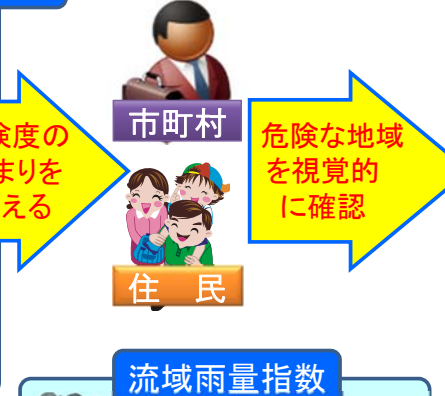 市町村
険度の
まりを
える
危険な地域
を視覚的
に確認
住 民
流域雨量指数